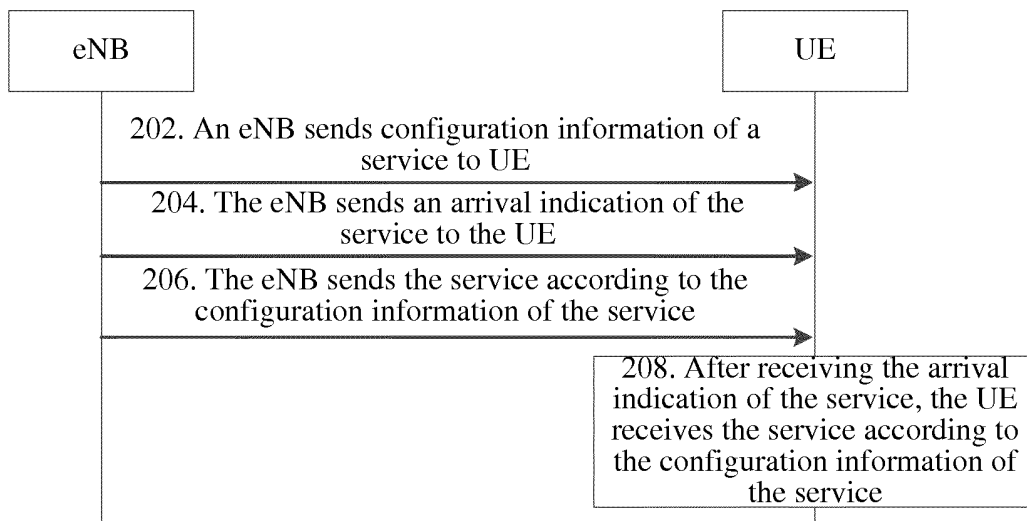 eNB
UE
202. An eNB sends configuration information of a
service to UE
204. The eNB sends an arrival indication of the
service to the UE
206. The eNB sends the service according to the
configuration information of the service
208. After receiving the arrival
indication of the service, the UE
receives the service according to
the configuration information of
the service